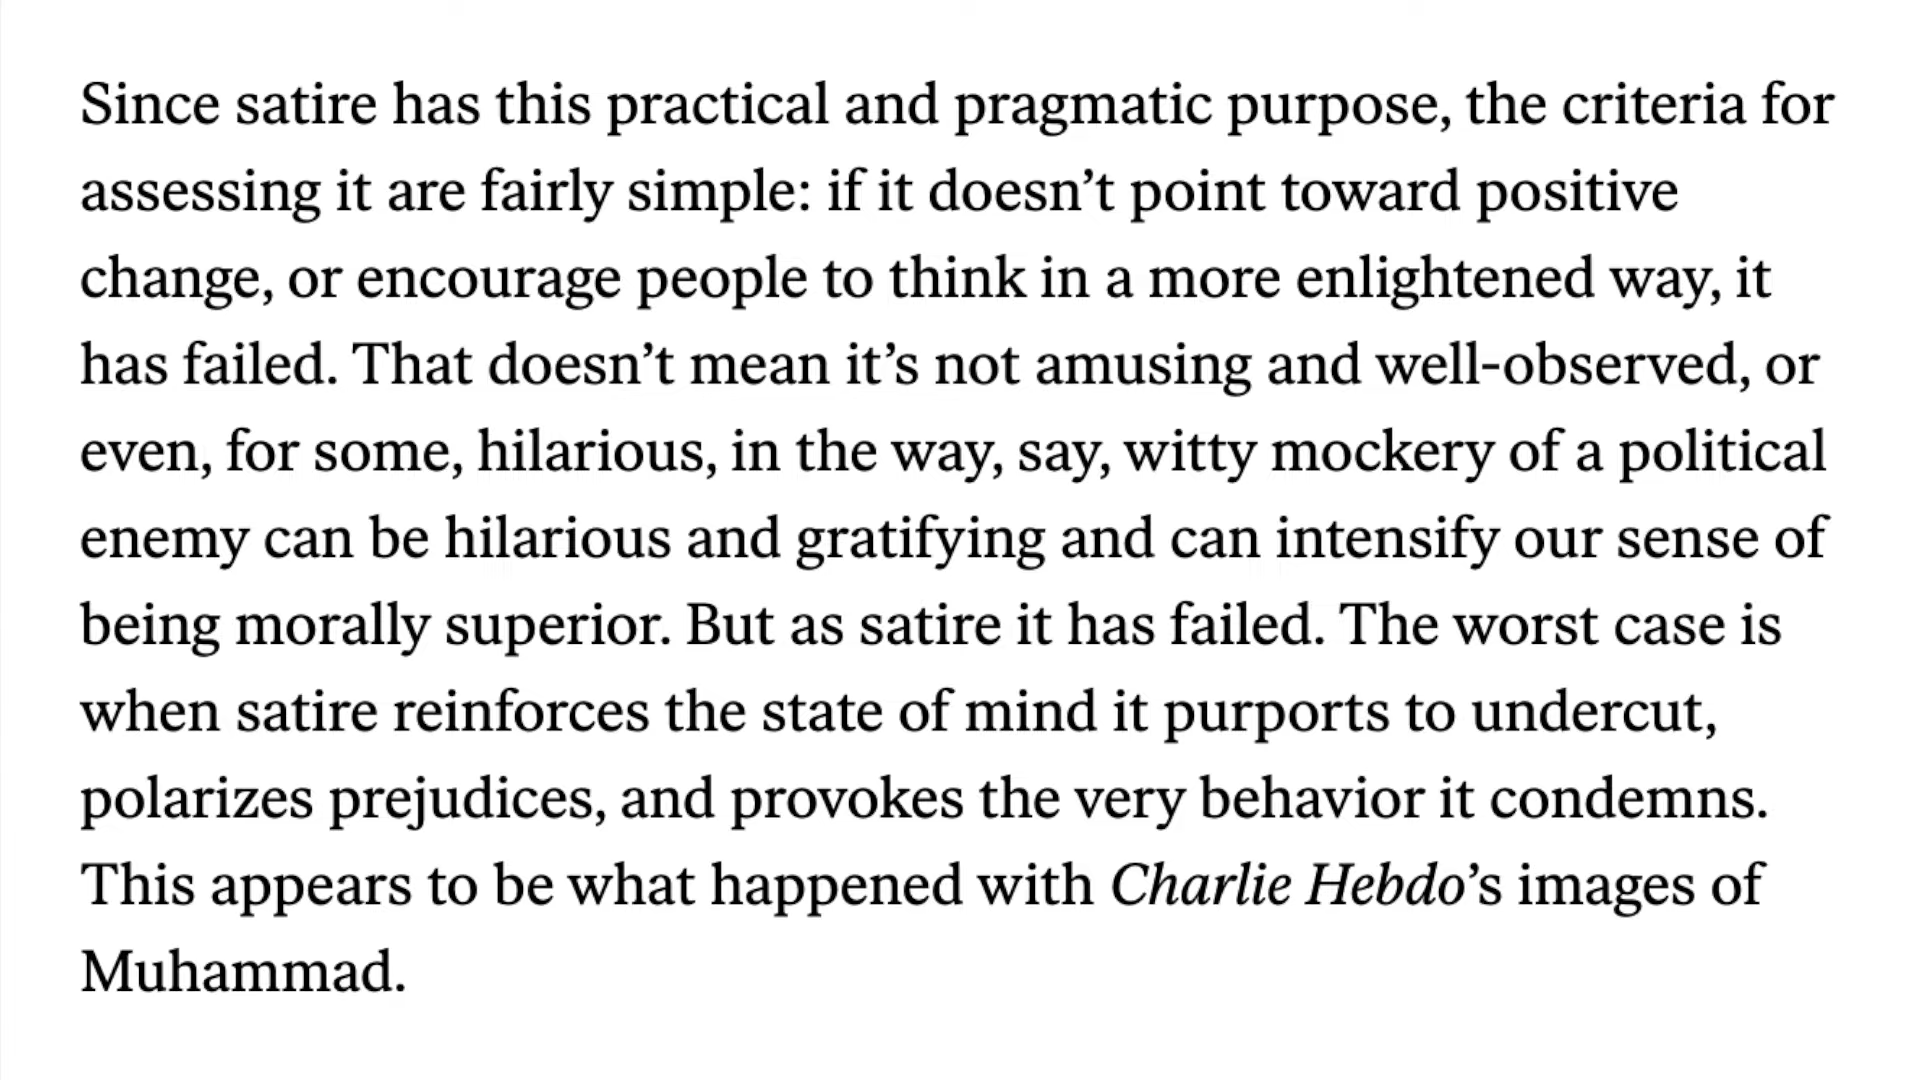 Since satire has this practical and pragmatic purpose, the criteria for
assessing it are fairly simple: if it doesn’t point toward positive
change, or encourage people to think in a more enlightened way, it
has failed. That doesn’t mean it’s not amusing and well-observed, or
even, for some, hilarious, in the way, say, witty mockery of a political
enemy can be hilarious and gratifying and can intensify our sense of
being morally superior. But as satire it has failed. The worst case is
when satire reinforces the state of mind it purports to undercut,
polarizes prejudices, and provokes the very behavior it condemns.
This appears to be what happened with Charlie Hebdo’s images of
Muhammad.